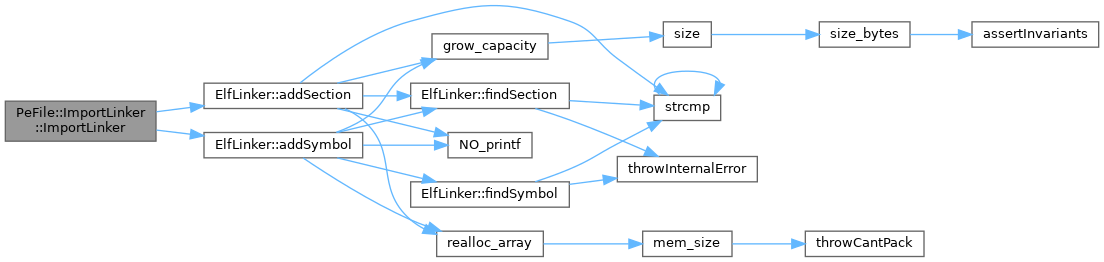 PeFile::ImportLinker
::ImportLinker
ElfLinker::addSection
ElfLinker::addSymbol
grow_capacity
ElfLinker::findSection
NO_printf
ElfLinker::findSymbol
realloc_array
size
strcmp
throwInternalError
mem_size
size_bytes
throwCantPack
assertInvariants